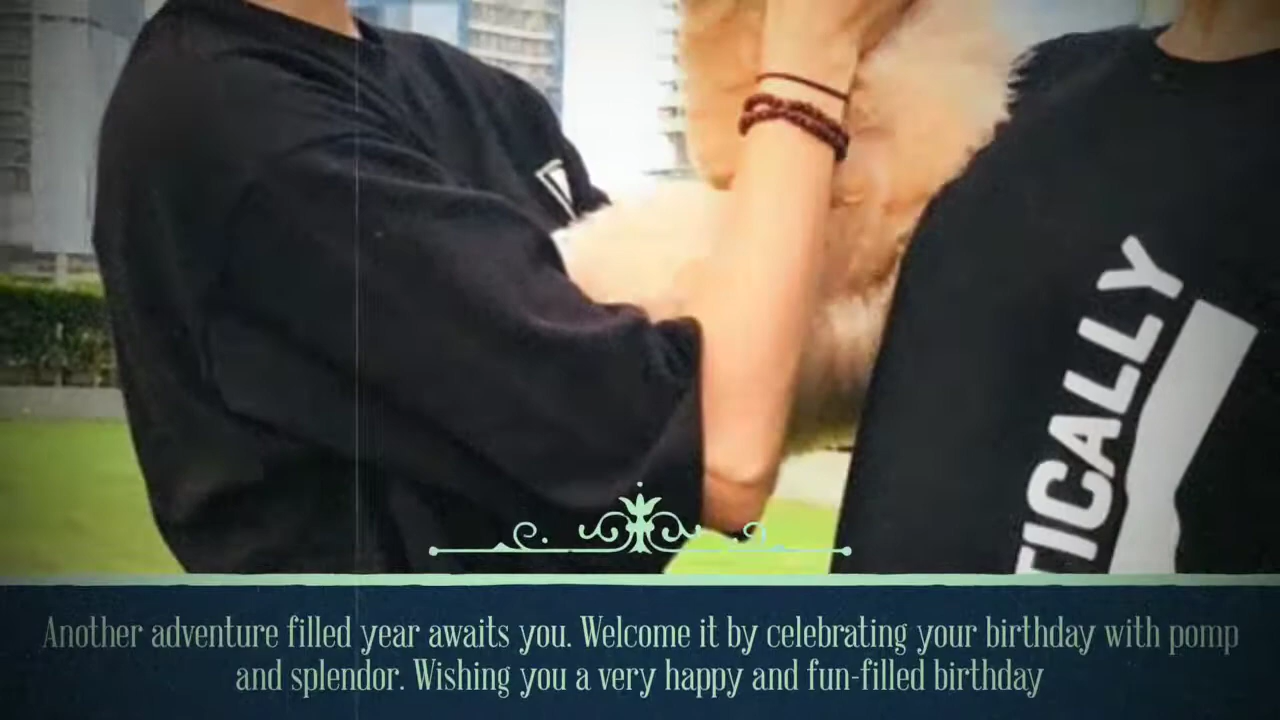 TICALLY
Another adventure filled year awaits you. Welcome it by celebrating your birthday with pomp
and splendor. Wishing you a very happy and fun-filled birthday